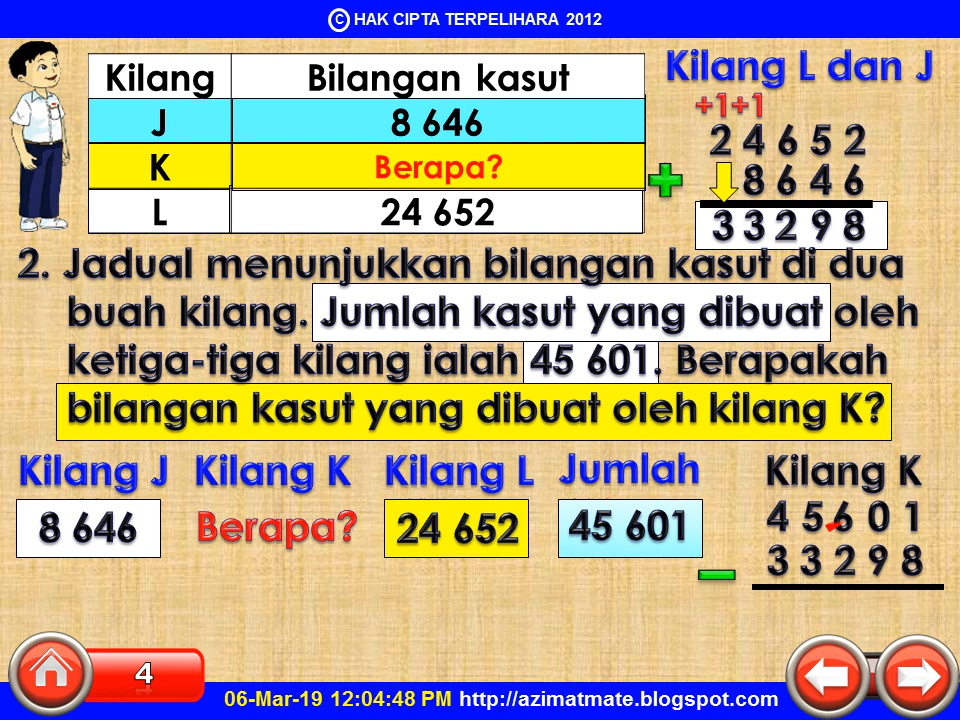 © HAK CIPTA TERPELIHARA 2012
Kilang Bilangan kasut
J 8 646
K Berapa?
L 24 652
Kilang L dan J
+1+1
2 4 6 5 2
+ 8 6 4 6
3 3 2 9 8
2. Jadual menunjukkan bilangan kasut di dua
buah kilang. Jumlah kasut yang dibuat oleh
ketiga-tiga kilang ialah 45 601. Berapakah
bilangan kasut yang dibuat oleh kilang K?
Kilang J Kilang K Kilang L Jumlah
8 646 Berapa? 24 652 45 601
Kilang K
4 5 6 0 1
- 3 3 2 9 8
4
06-Mar-19 12:04:48 PM http://azimatmate.blogspot.com